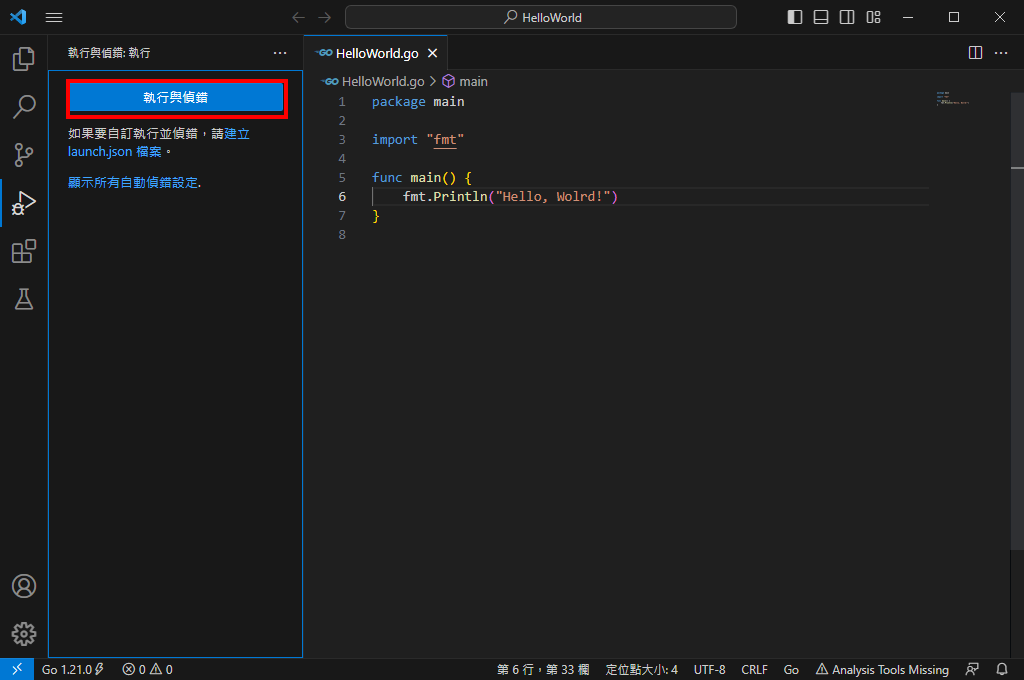 HelloWorld
執行與偵錯: 執行
HelloWorld.go
執行與偵錯
如果要自訂執行並偵錯，請建立
launch.json 檔案。
顯示所有自動偵錯設定.
HelloWorld.go
main
1 package main
2
3 import "fmt"
4
5 func main() {
6 fmt.Println("Hello, Wolrd!")
7 }
8
Go 1.21.0
0
0
第 6 行，第 33 欄
定位點大小: 4
UTF-8
CRLF
Go
Analysis Tools Missing